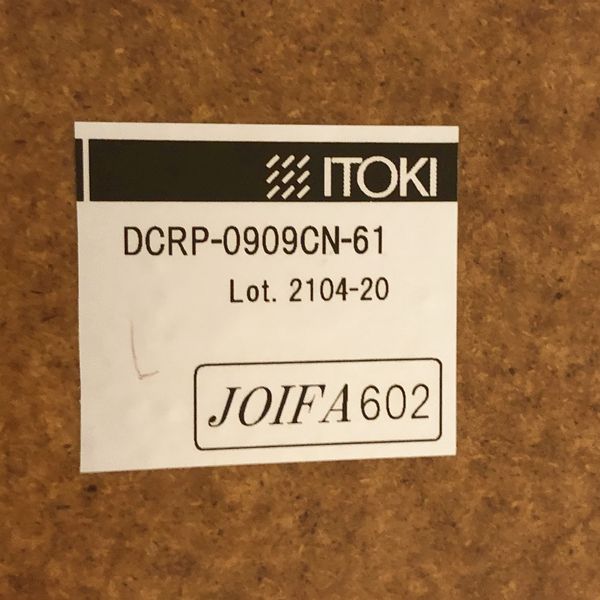 ITOKI
DCRP-0909CN-61
Lot. 2104-20
L
JOIFA602